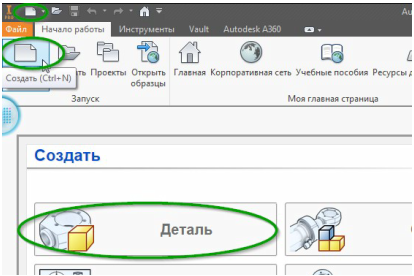 Au
Файл Начало работы Инструменты Vault Autodesk A360
Создать (Ctrl+N)
Проекты Открыть образцы
Главная Корпоративная сеть Учебные пособия Ресурсы
Запуск Моя главная страница
Создать
Деталь